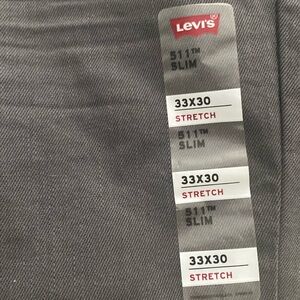 Levi's
511™
SLIM
33X30
STRETCH
511™
SLIM
33X30
STRETCH
511™
SLIM
33X30
STRETCH